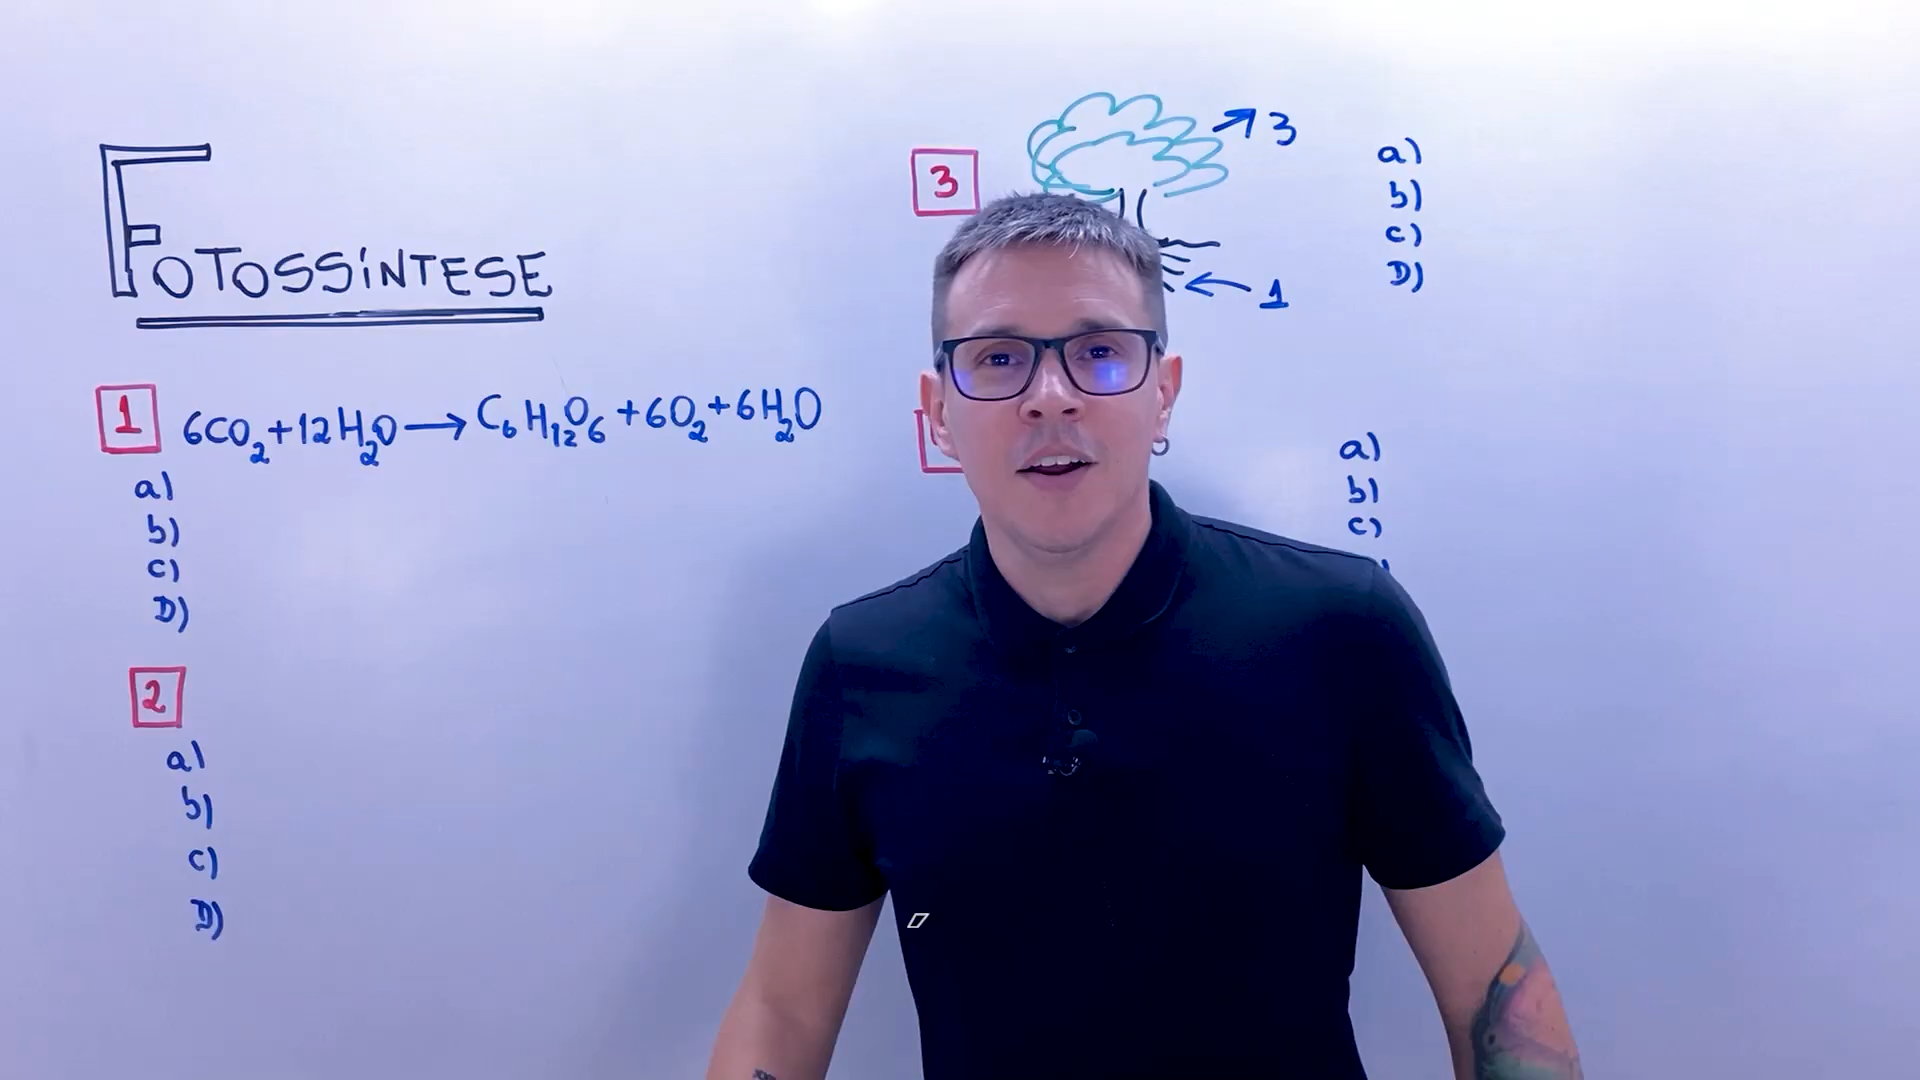 FOTOSSÍNTESE
1 6CO2+12H2O→C6H12O6+6O2+6H2O
a)
b)
c)
D)
2
a)
b)
c)
D)
3
3
1
a)
b)
c)
D)
a)
b)
c)